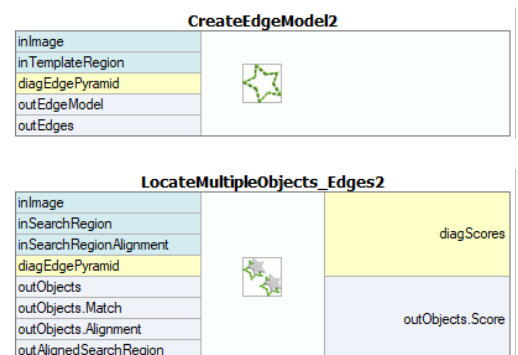 CreateEdgeModel2
inImage
inTemplateRegion
diagEdgePyramid
outEdgeModel
outEdges
LocateMultipleObjects_Edges2
inImage
inSearchRegion
inSearchRegionAlignment
diagEdgePyramid
outObjects
outObjects.Match
outObjects.Alignment
outAlignedSearchRegion
diagScores
outObjects.Score